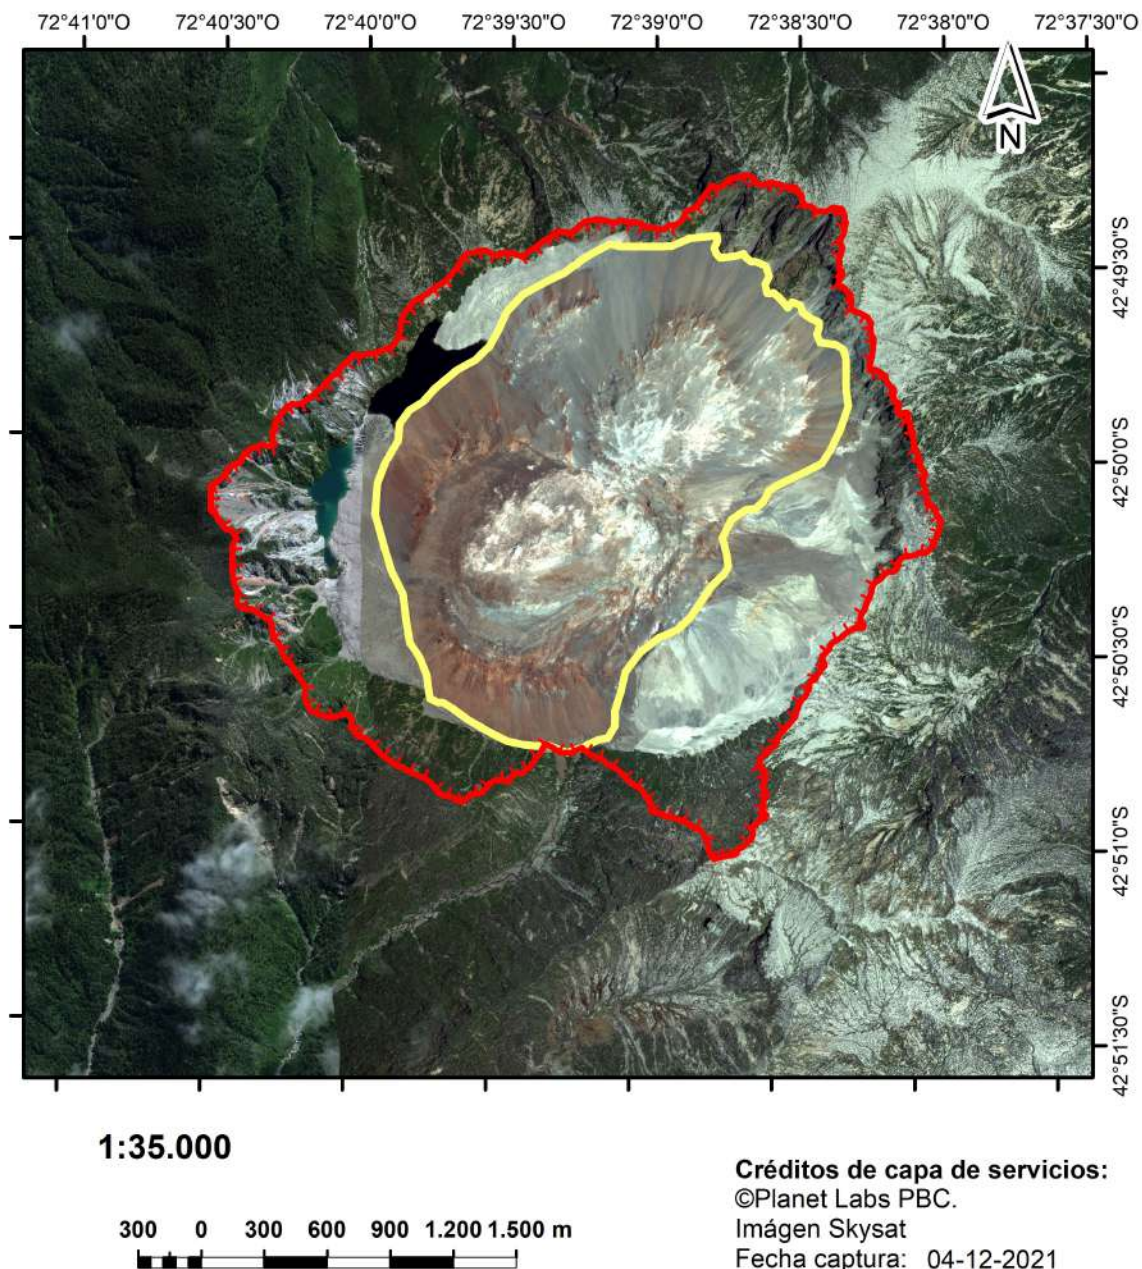 72°41'0"O 72°40'30"O 72°40'0"O 72°39'30"O 72°39'0"O 72°38'30"O 72°38'0"O 72°37'30"O
N
42°49'30"S
42°50'0"S
42°50'30"S
42°51'0"S
42°51'30"S
1:35.000
300 0 300 600 900 1.200 1.500 m
Créditos de capa de servicios:
©Planet Labs PBC.
Imágen Skysat
Fecha captura: 04-12-2021